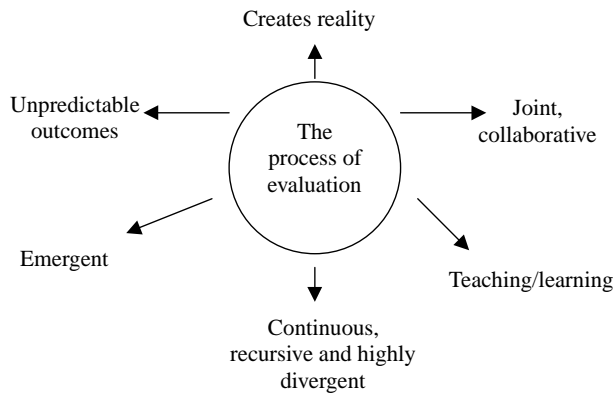 Creates reality
Unpredictable
outcomes
The
process of
evaluation
Joint,
collaborative
Emergent
Teaching/learning
Continuous,
recursive and highly
divergent